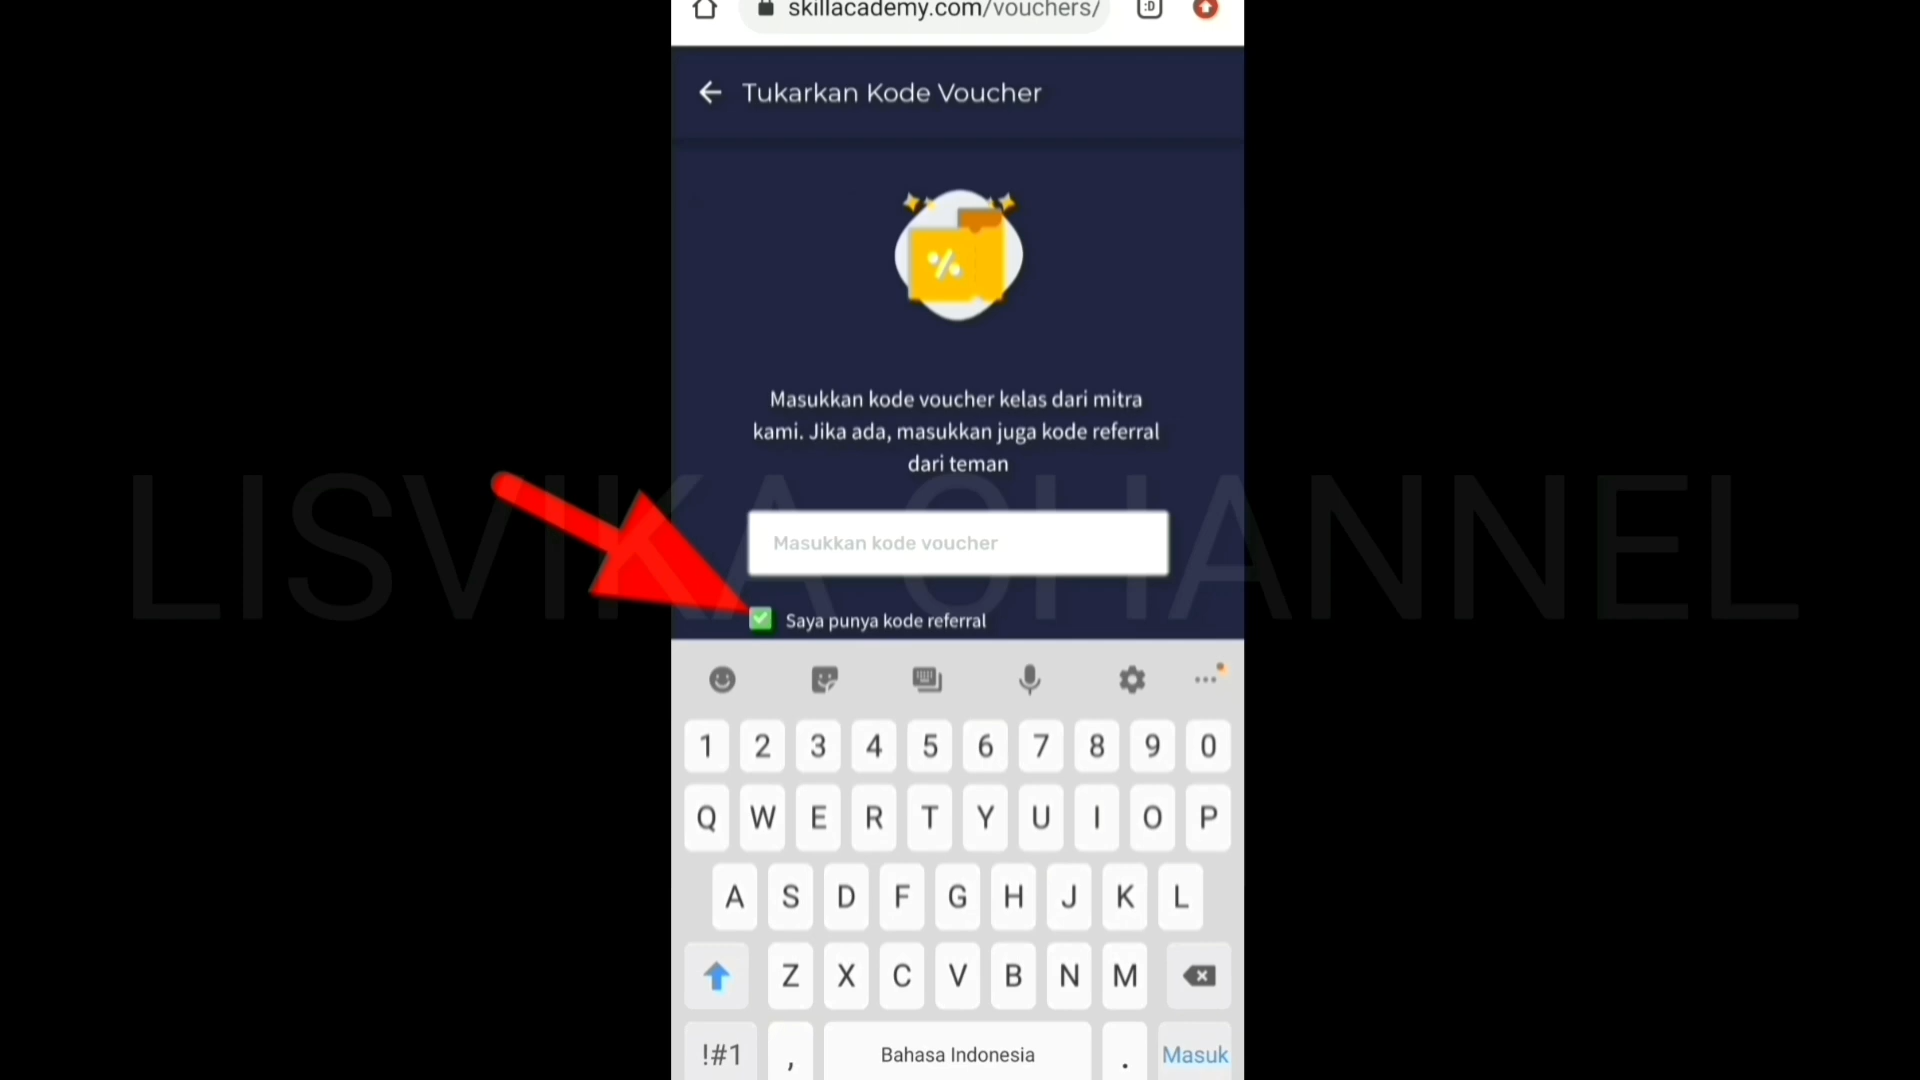 skillacademy.com/vouchers/
:D
Tukarkan Kode Voucher
%
Masukkan kode voucher kelas dari mitra
kami. Jika ada, masukkan juga kode referral
dari teman
LISVIKA CHANNEL
Masukkan kode voucher
Saya punya kode referral
1 2 3 4 5 6 7 8 9 0
Q W E R T Y U I O P
A S D F G H J K L
Z X C V B N M
!#1 , Bahasa Indonesia . Masuk